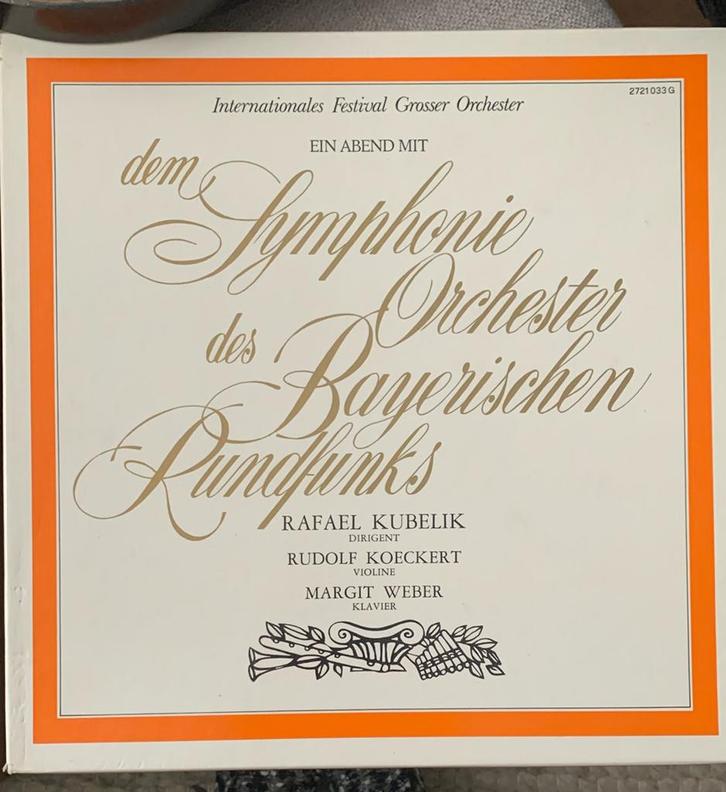 2721 033 G
Internationales Festival Grosser Orchester
EIN ABEND MIT
dem
Symphonie
Orchester
des
Bayerischen
Rundfunks
RAFAEL KUBELIK
DIRIGENT
RUDOLF KOECKERT
VIOLINE
MARGIT WEBER
KLAVIER